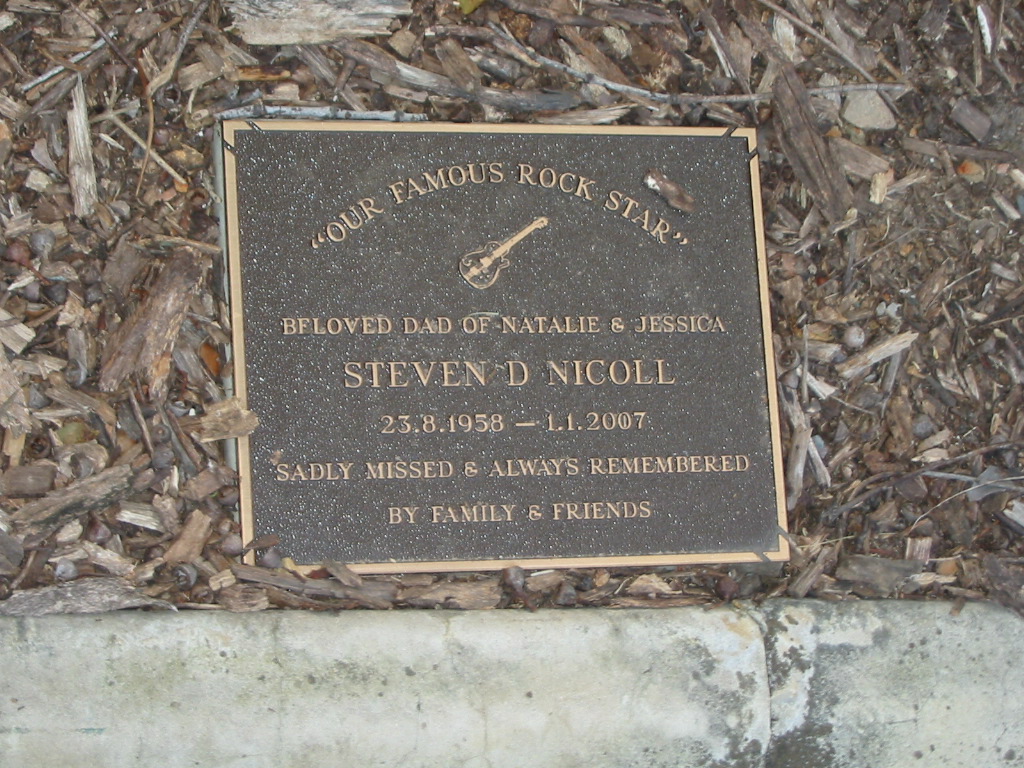 “OUR FAMOUS ROCK STAR”
BELOVED DAD OF NATALIE & JESSICA
STEVEN D NICOLL
23.8.1958 — 1.1.2007
SADLY MISSED & ALWAYS REMEMBERED
BY FAMILY & FRIENDS